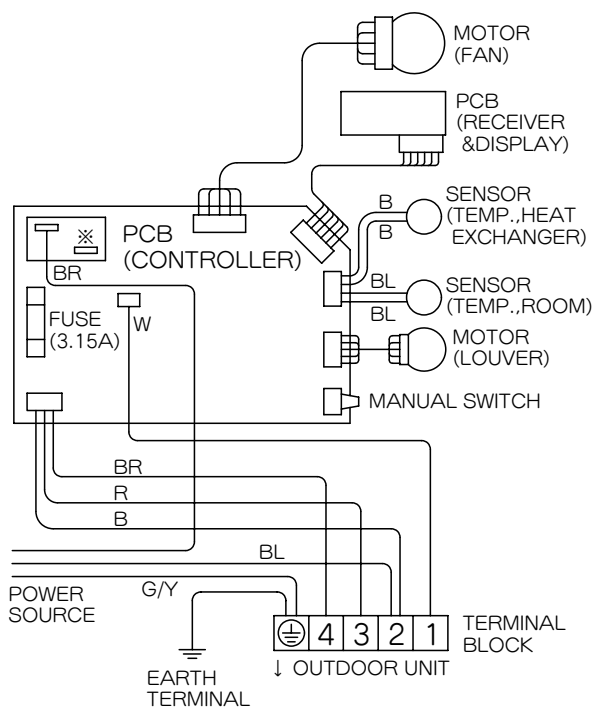 MOTOR
(FAN)
PCB
(RECEIVER
&DISPLAY)
B
B
SENSOR
(TEMP.,HEAT
EXCHANGER)
※
PCB
(CONTROLLER)
BR
BL
BL
SENSOR
(TEMP.,ROOM)
FUSE
(3.15A)
W
MOTOR
(LOUVER)
MANUAL SWITCH
BR
R
B
BL
POWER
SOURCE
G/Y
4 3 2 1
TERMINAL
BLOCK
↓ OUTDOOR UNIT
EARTH
TERMINAL